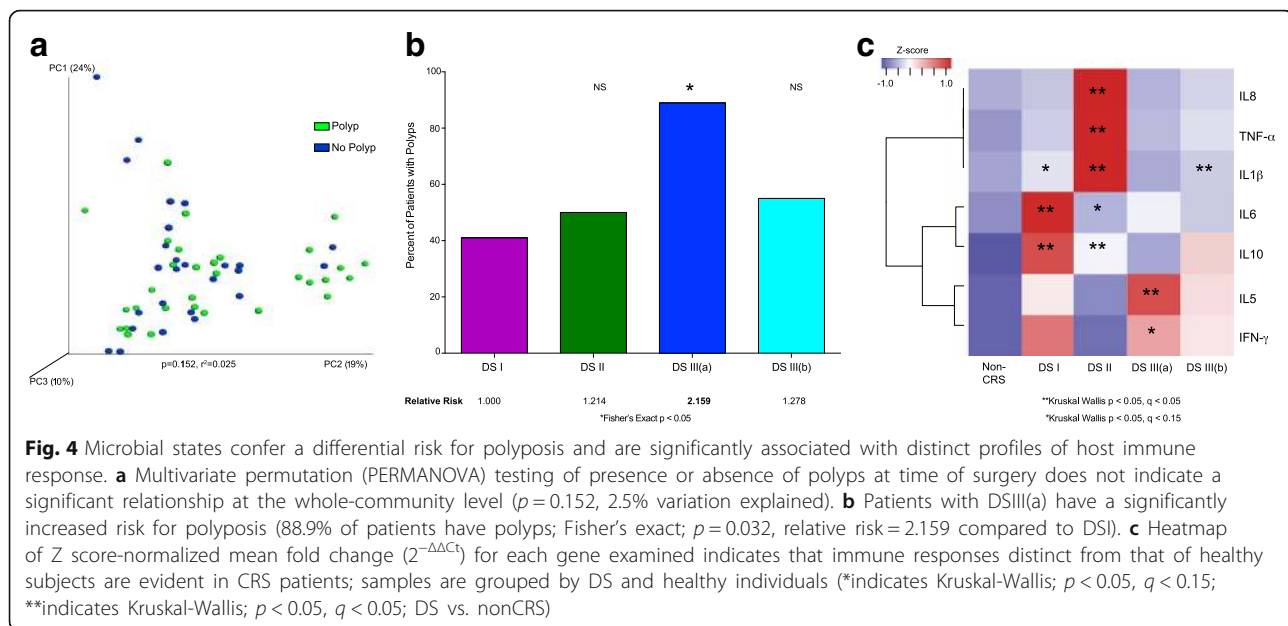 a
PC1 (24%)
Polyp
No Polyp
p=0.152, r²=0.025
PC2 (19%)
PC3 (10%)
b
Percent of Patients with Polyps
100
80
60
40
20
0
NS
*
NS
DS I DS II DS III(a) DS III(b)
Relative Risk 1.000 1.214 2.159 1.278
*Fisher's Exact p < 0.05
c
Z-score
-1.0 1.0
** IL8
** TNF-α
* ** ** IL1β
** * IL6
** ** IL10
** IL5
* IFN-γ
Non-CRS DS I DS II DS III(a) DS III(b)
**Kruskal Wallis p < 0.05, q < 0.05
*Kruskal Wallis p < 0.05, q < 0.15
Fig. 4 Microbial states confer a differential risk for polyposis and are significantly associated with distinct profiles of host immune
response. a Multivariate permutation (PERMANOVA) testing of presence or absence of polyps at time of surgery does not indicate a
significant relationship at the whole-community level (p = 0.152, 2.5% variation explained). b Patients with DSIII(a) have a significantly
increased risk for polyposis (88.9% of patients have polyps; Fisher's exact; p = 0.032, relative risk = 2.159 compared to DSI). c Heatmap
of Z score-normalized mean fold change (2^−ΔΔCt) for each gene examined indicates that immune responses distinct from that of healthy
subjects are evident in CRS patients; samples are grouped by DS and healthy individuals (*indicates Kruskal-Wallis; p < 0.05, q < 0.15;
**indicates Kruskal-Wallis; p < 0.05, q < 0.05; DS vs. nonCRS)